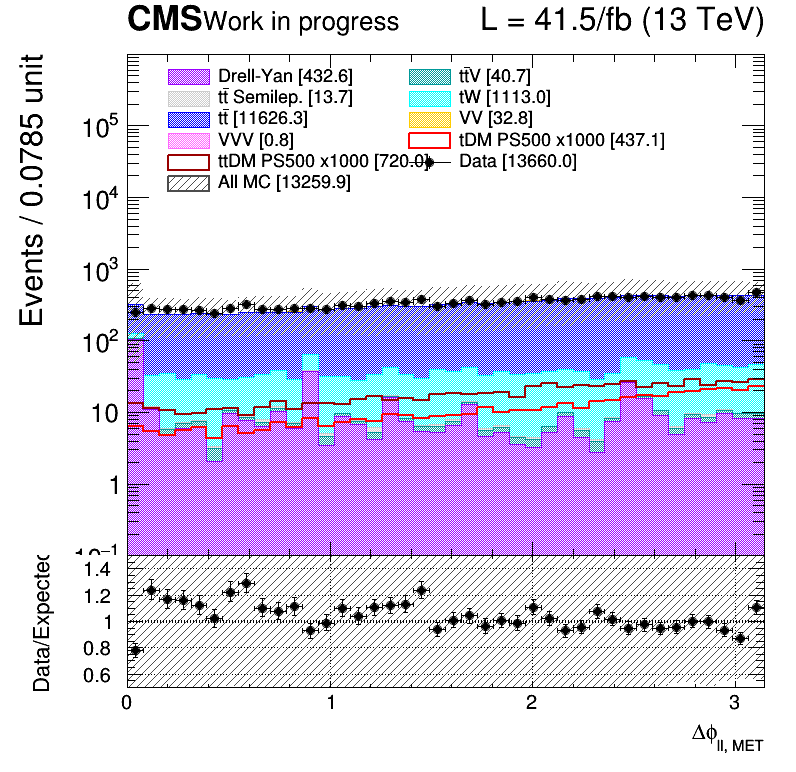 CMS Work in progress L = 41.5/fb (13 TeV)
Events / 0.0785 unit
Drell-Yan [432.6] tt̄V [40.7]
tt̄ Semilep. [13.7] tW [1113.0]
tt̄ [11626.3] VV [32.8]
VVV [0.8] tDM PS500 x1000 [437.1]
ttDM PS500 x1000 [720.0] Data [13660.0]
All MC [13259.9]
10⁵
10⁴
10³
10²
10
1
10⁻¹
Data/Expected
1.4
1.2
1
0.8
0.6
0 1 2 3
Δϕ_ll, MET